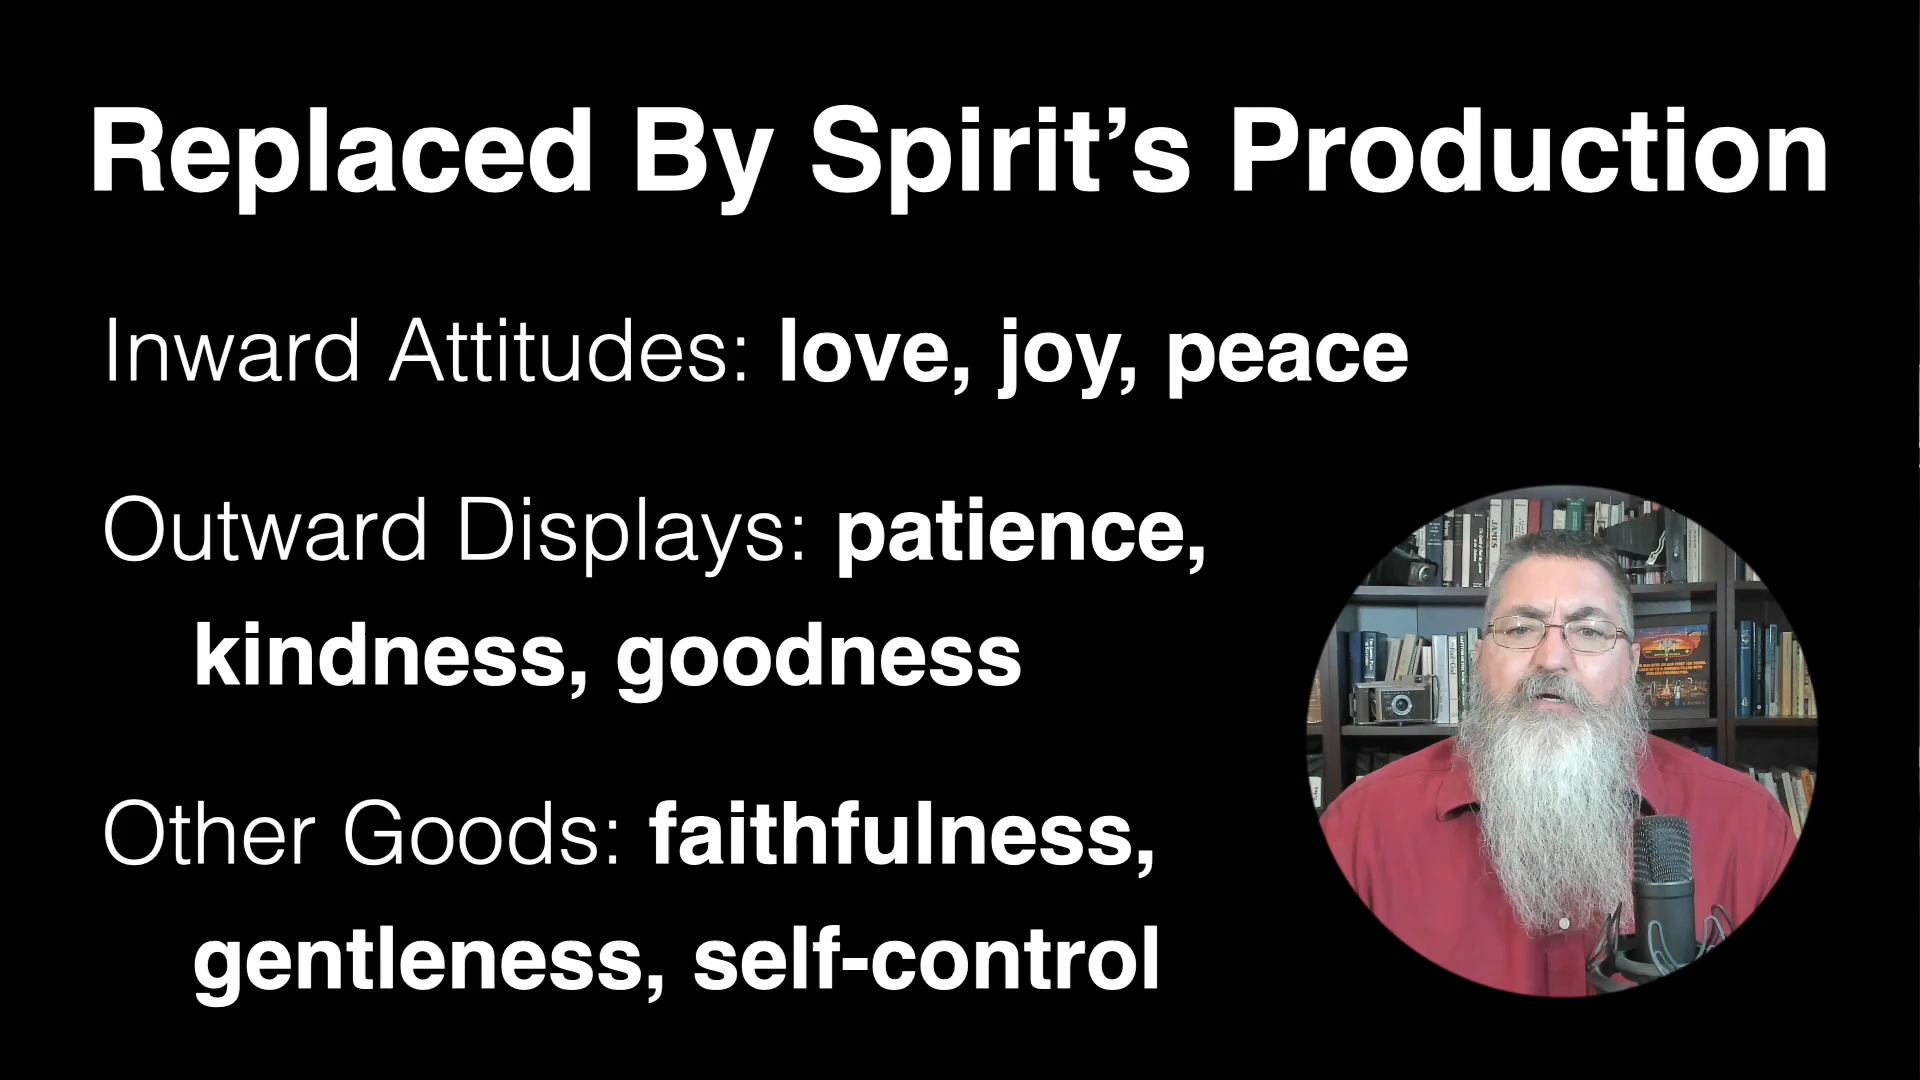 Replaced By Spirit’s Production
Inward Attitudes: love, joy, peace
Outward Displays: patience,
kindness, goodness
Other Goods: faithfulness,
gentleness, self-control
JAMES